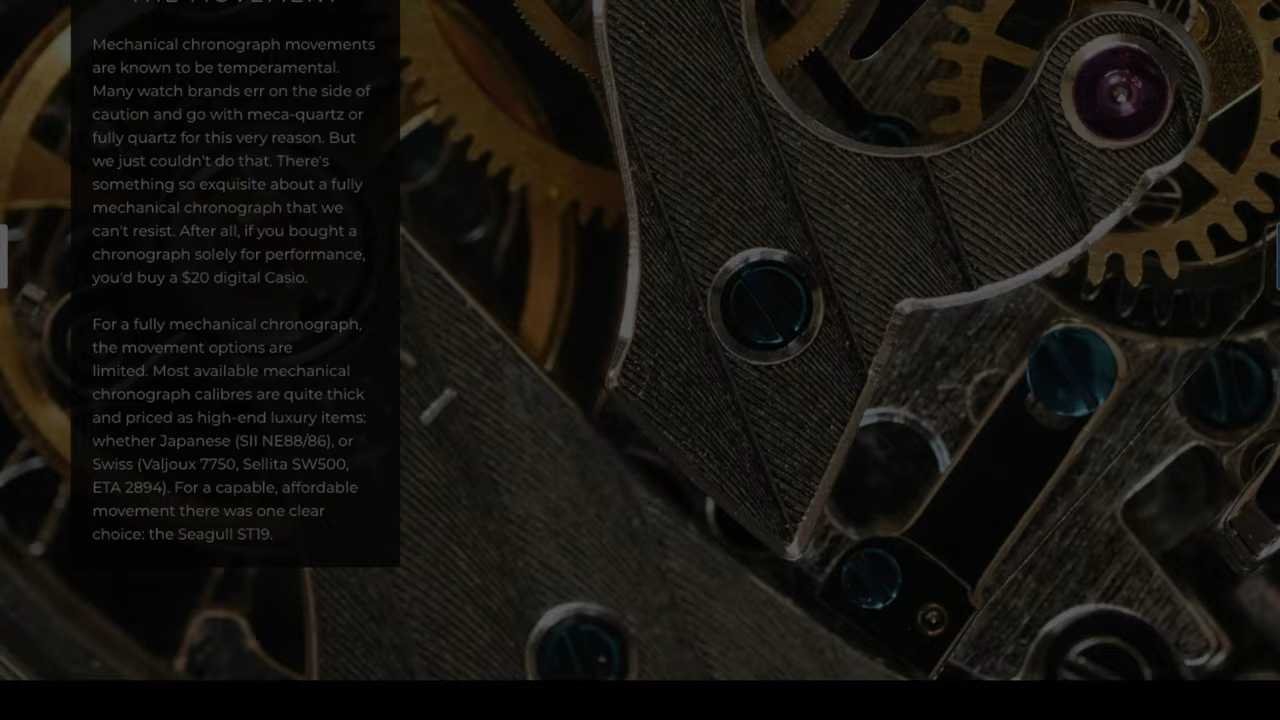 THE MOVEMENT
Mechanical chronograph movements
are known to be temperamental.
Many watch brands err on the side of
caution and go with meca-quartz or
fully quartz for this very reason. But
we just couldn't do that. There's
something so exquisite about a fully
mechanical chronograph that we
can't resist. After all, if you bought a
chronograph solely for performance,
you'd buy a $20 digital Casio.
For a fully mechanical chronograph,
the movement options are
limited. Most available mechanical
chronograph calibres are quite thick
and priced as high-end luxury items:
whether Japanese (SII NE88/86), or
Swiss (Valjoux 7750, Sellita SW500,
ETA 2894). For a capable, affordable
movement there was one clear
choice: the Seagull ST19.